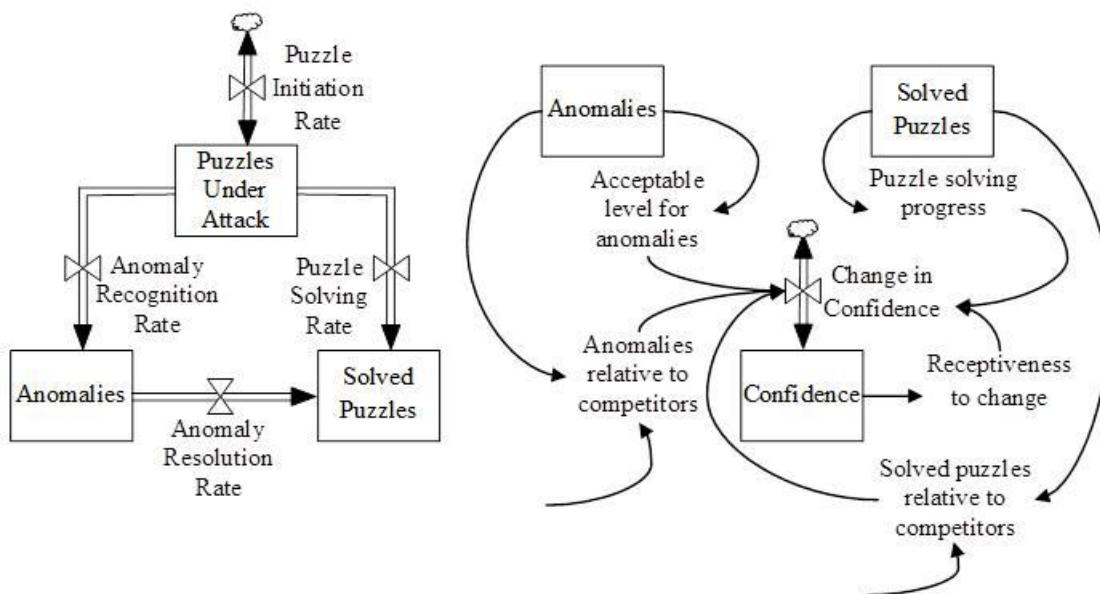 Puzzle
Initiation
Rate
Puzzles
Under
Attack
Anomaly
Recognition
Rate
Puzzle
Solving
Rate
Anomalies
Solved
Puzzles
Anomaly
Resolution
Rate
Anomalies
Solved
Puzzles
Acceptable
level for
anomalies
Puzzle solving
progress
Change in
Confidence
Anomalies
relative to
competitors
Confidence
Receptiveness
to change
Solved puzzles
relative to
competitors